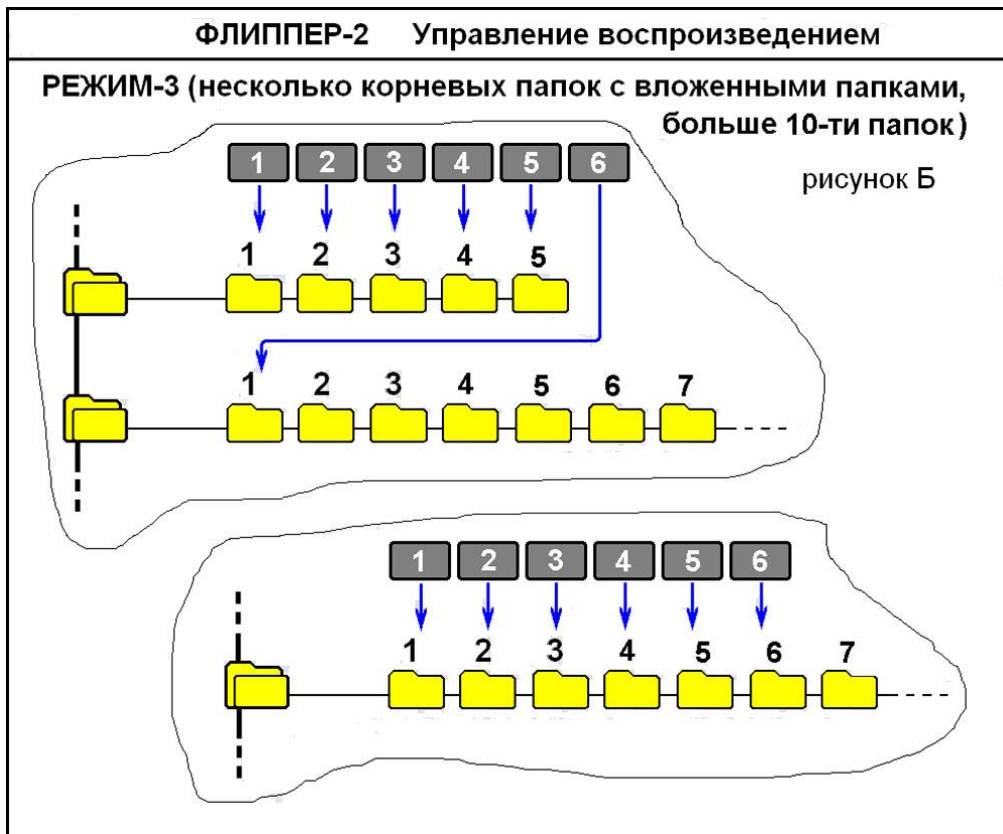 ФЛИППЕР-2 Управление воспроизведением
РЕЖИМ-3 (несколько корневых папок с вложенными папками,
больше 10-ти папок)
рисунок Б
1 2 3 4 5 6
1 2 3 4 5
1 2 3 4 5 6 7
1 2 3 4 5 6
1 2 3 4 5 6 7